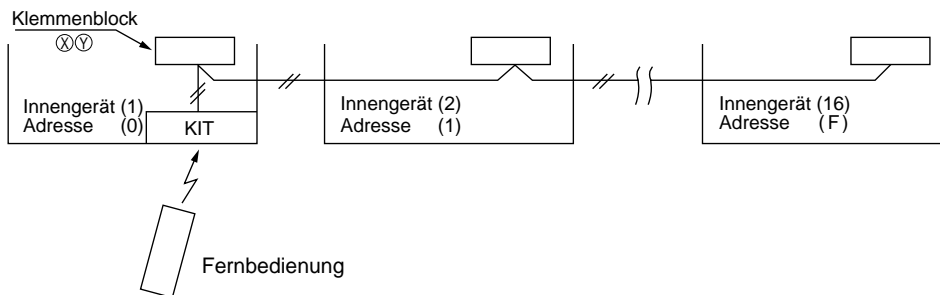 Klemmenblock
ⓍⓎ
Innengerät (1)
Adresse (0)
KIT
Innengerät (2)
Adresse (1)
Innengerät (16)
Adresse (F)
Fernbedienung